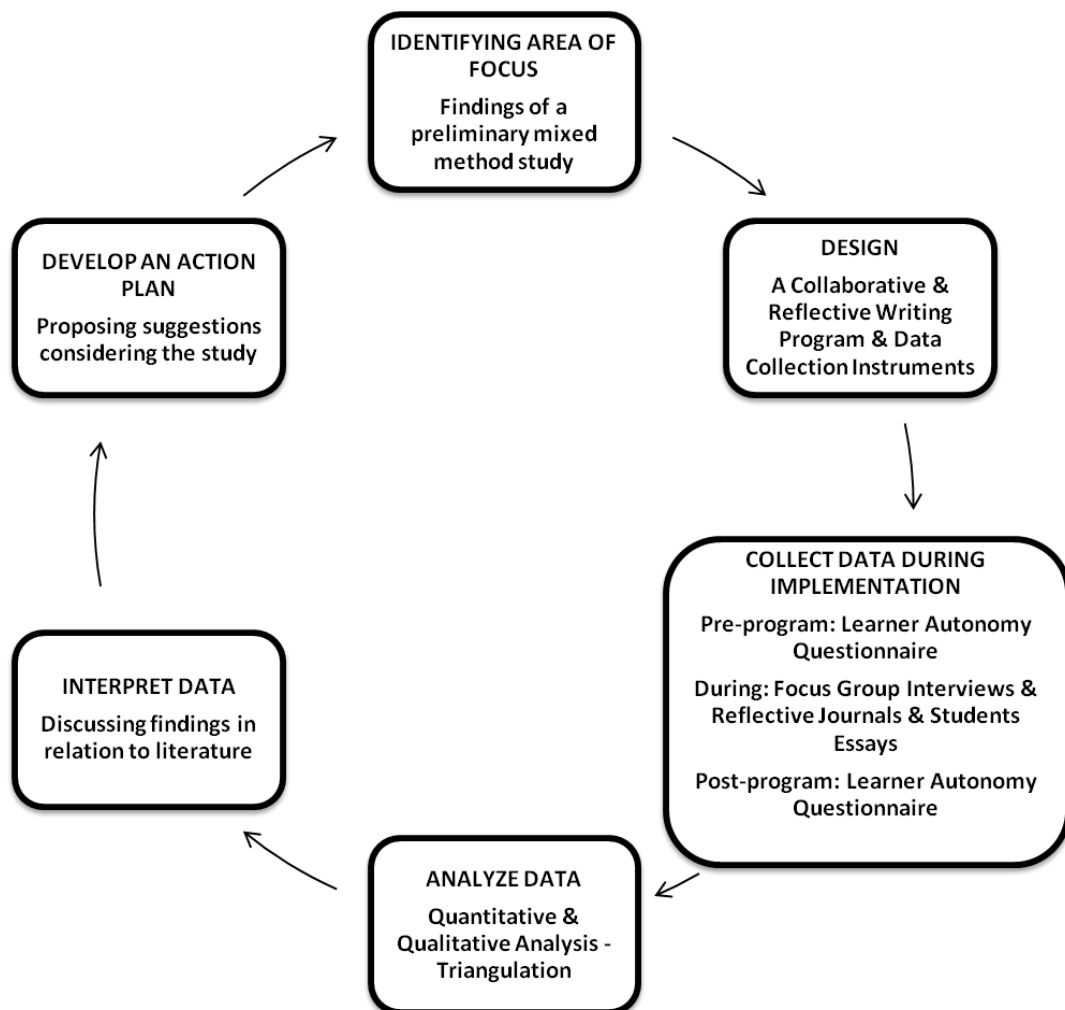 IDENTIFYING AREA OF
FOCUS
Findings of a
preliminary mixed
method study
DESIGN
A Collaborative &
Reflective Writing
Program & Data
Collection Instruments
COLLECT DATA DURING
IMPLEMENTATION
Pre-program: Learner Autonomy
Questionnaire
During: Focus Group Interviews &
Reflective Journals & Students
Essays
Post-program: Learner Autonomy
Questionnaire
ANALYZE DATA
Quantitative &
Qualitative Analysis -
Triangulation
INTERPRET DATA
Discussing findings in
relation to literature
DEVELOP AN ACTION
PLAN
Proposing suggestions
considering the study